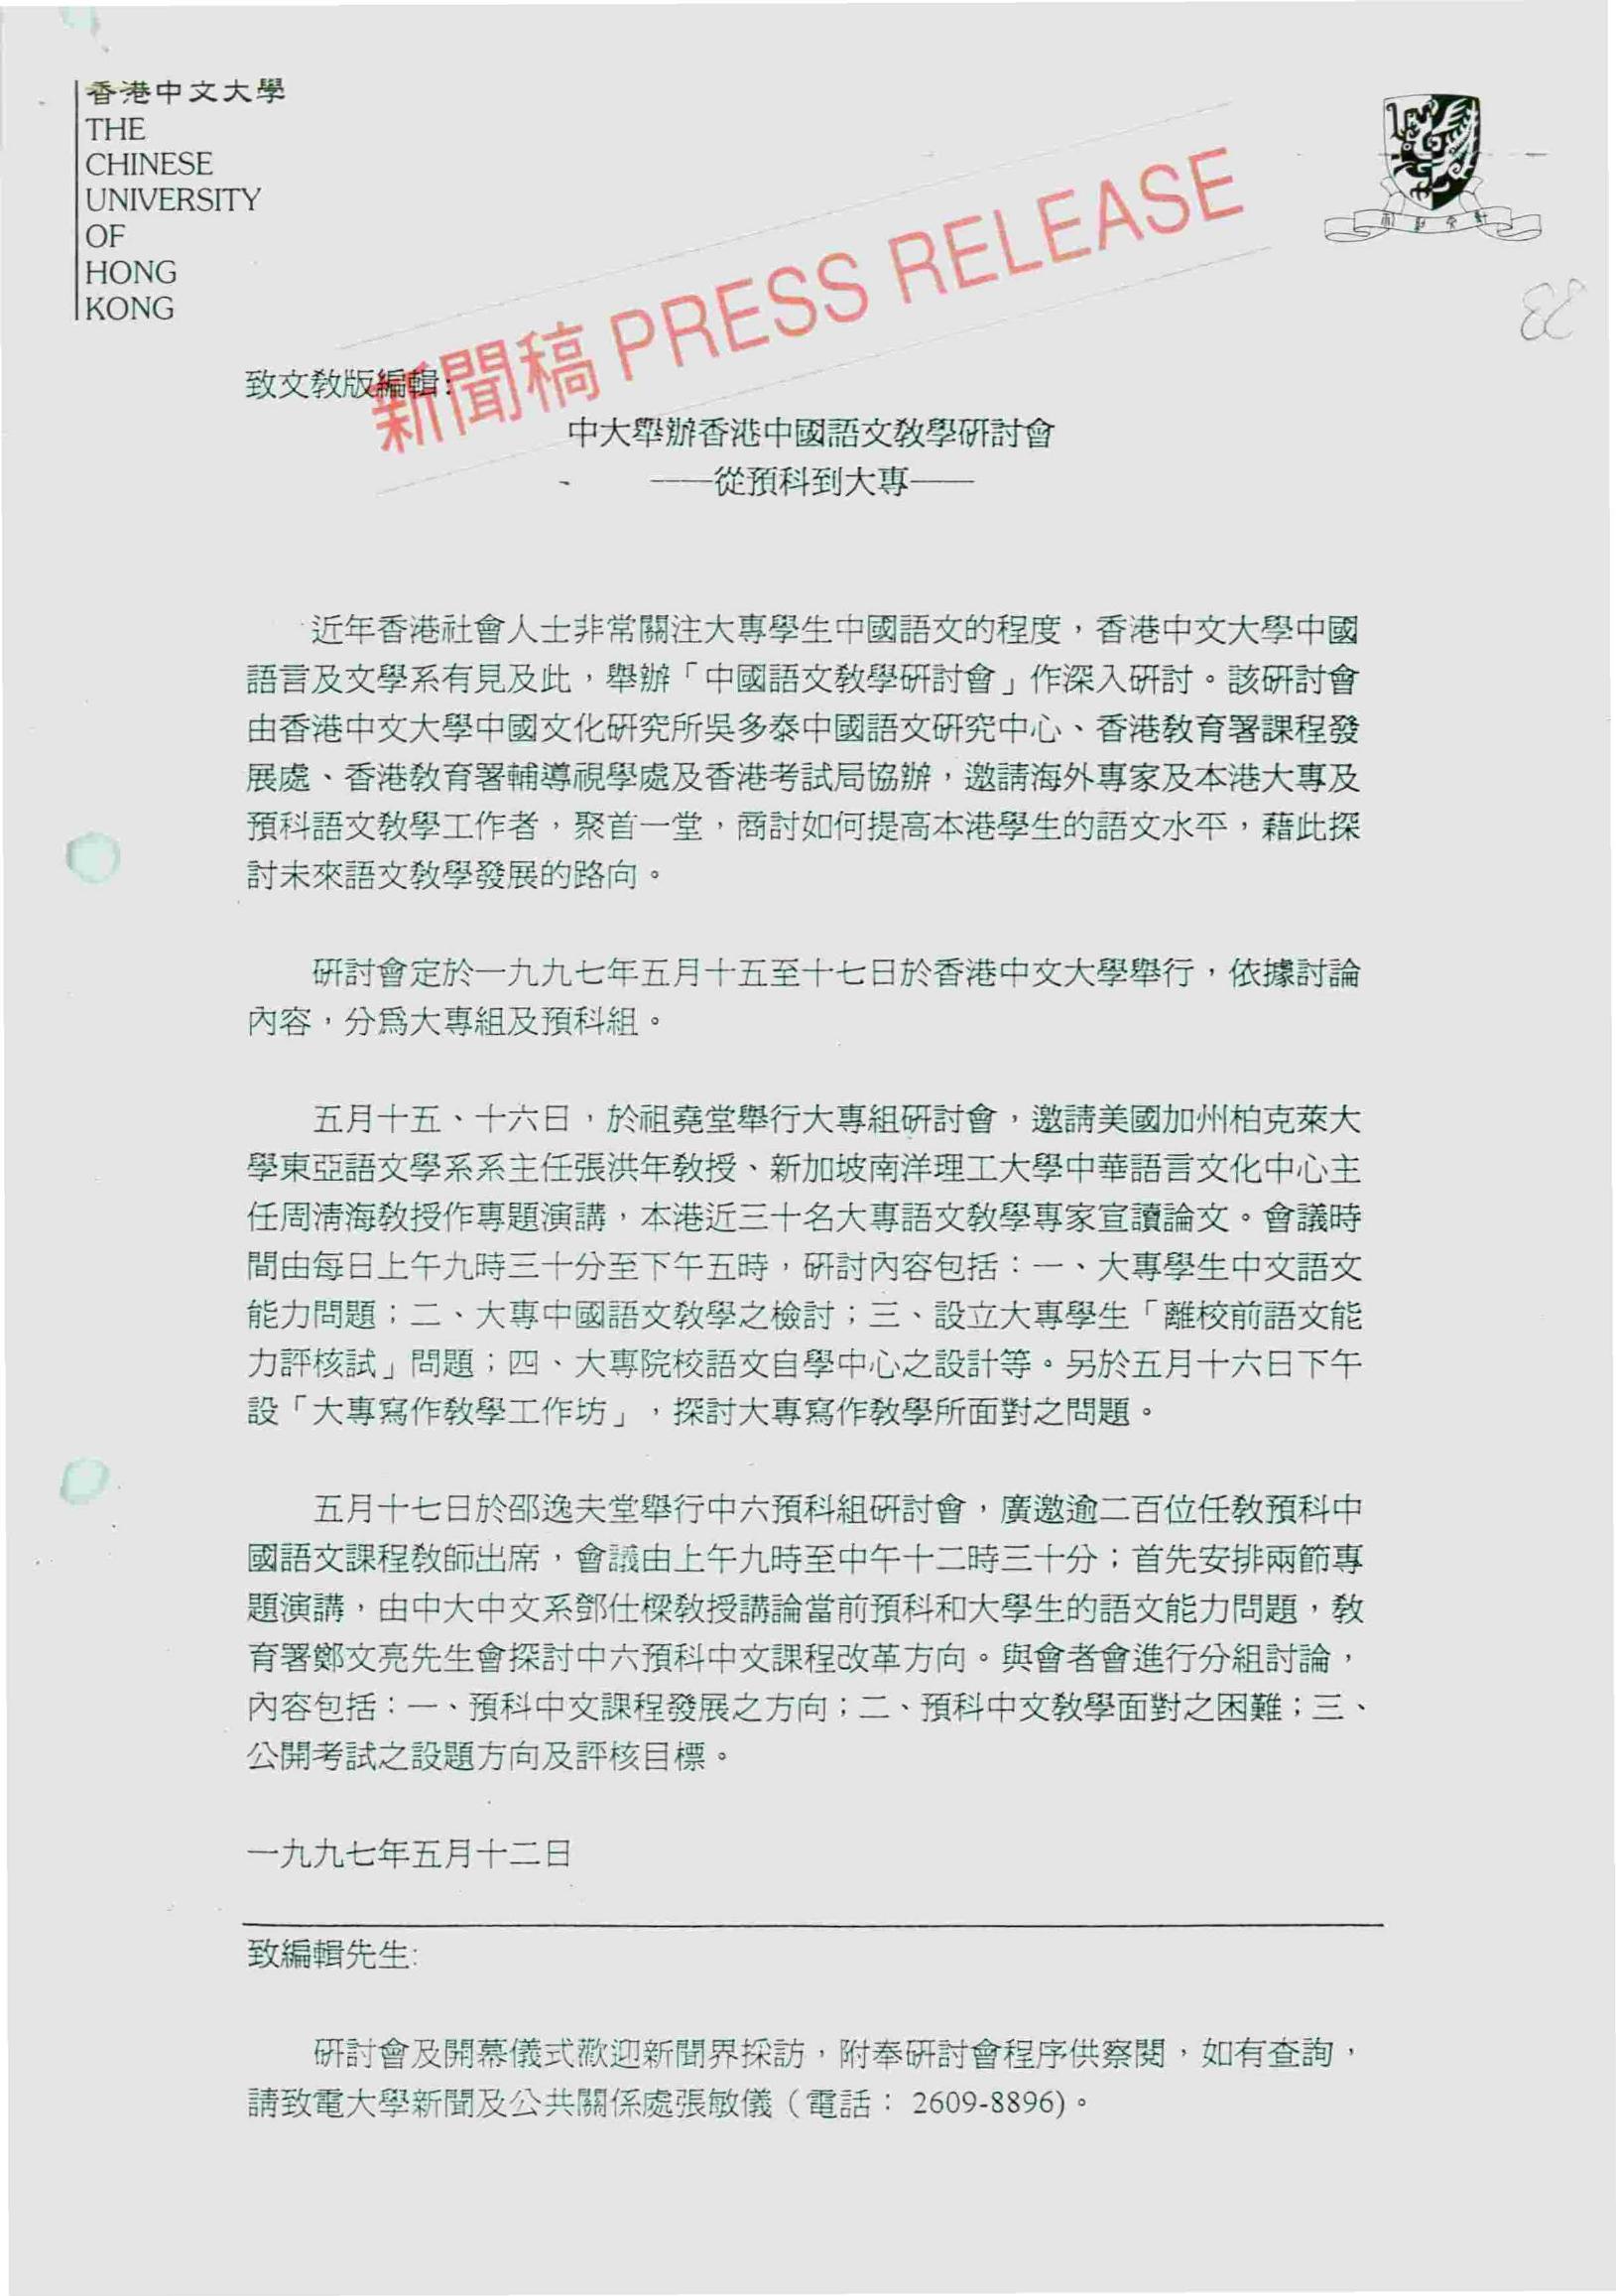 香港中文大學
THE
CHINESE
UNIVERSITY
OF
HONG
KONG
新聞稿 PRESS RELEASE
致文教版編輯:
中大舉辦香港中國語文教學研討會
——從預科到大專——
近年香港社會人士非常關注大專學生中國語文的程度，香港中文大學中國
語言及文學系有見及此，舉辦「中國語文教學研討會」作深入研討。該研討會
由香港中文大學中國文化研究所吳多泰中國語文研究中心、香港教育署課程發
展處、香港教育署輔導視學處及香港考試局協辦，邀請海外專家及本港大專及
預科語文教學工作者，聚首一堂，商討如何提高本港學生的語文水平，藉此探
討未來語文教學發展的路向。
研討會定於一九九七年五月十五至十七日於香港中文大學舉行，依據討論
內容，分為大專組及預科組。
五月十五、十六日，於祖堯堂舉行大專組研討會，邀請美國加州柏克萊大
學東亞語文學系系主任張洪年教授、新加坡南洋理工大學中華語言文化中心主
任周清海教授作專題演講，本港近三十名大專語文教學專家宣讀論文。會議時
間由每日上午九時三十分至下午五時，研討內容包括：一、大專學生中文語文
能力問題；二、大專中國語文教學之檢討；三、設立大專學生「離校前語文能
力評核試」問題；四、大專院校語文自學中心之設計等。另於五月十六日下午
設「大專寫作教學工作坊」，探討大專寫作教學所面對之問題。
五月十七日於邵逸夫堂舉行中六預科組研討會，廣邀逾二百位任教預科中
國語文課程教師出席，會議由上午九時至中午十二時三十分；首先安排兩節專
題演講，由中大中文系鄧仕樑教授講論當前預科和大學生的語文能力問題，教
育署鄭文亮先生會探討中六預科中文課程改革方向。與會者會進行分組討論，
內容包括：一、預科中文課程發展之方向；二、預科中文教學面對之困難；三、
公開考試之設題方向及評核目標。
一九九七年五月十二日
致編輯先生:
研討會及開幕儀式歡迎新聞界採訪，附奉研討會程序供察閱，如有查詢，
請致電大學新聞及公共關係處張敏儀（電話： 2609-8896)。